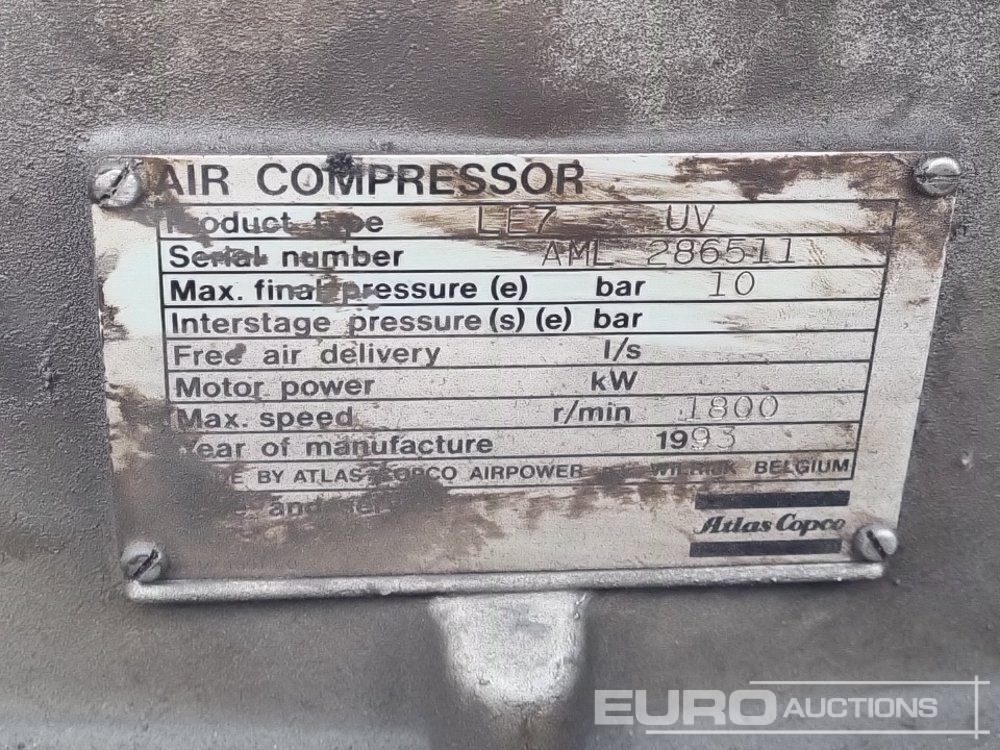 AIR COMPRESSOR
Product type LE7 UV
Serial number AML 286511
Max. final pressure (e) bar 10
Interstage pressure (s) (e) bar
Free air delivery l/s
Motor power kW
Max. speed r/min 1800
Year of manufacture 1993
BY ATLAS COPCO AIRPOWER WILRIJK BELGIUM
and
Atlas Copco
EURO AUCTIONS